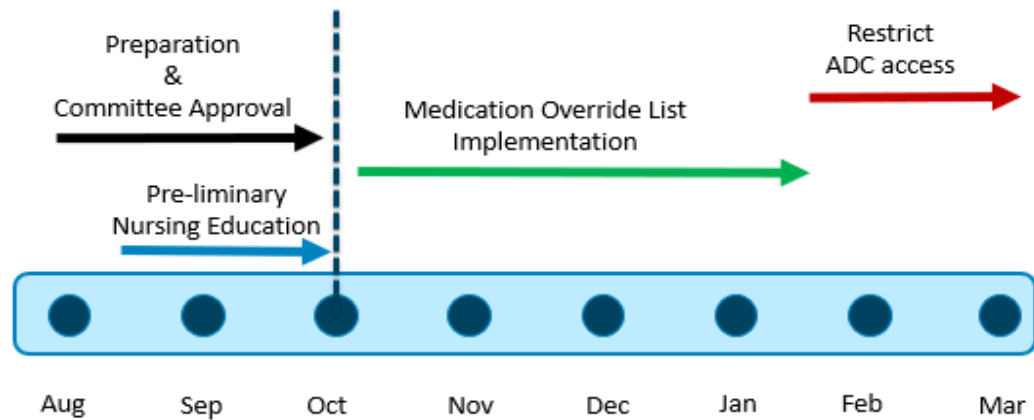 Preparation
&
Committee Approval
Restrict
ADC access
Medication Override List
Implementation
Pre-liminary
Nursing Education
Aug Sep Oct Nov Dec Jan Feb Mar